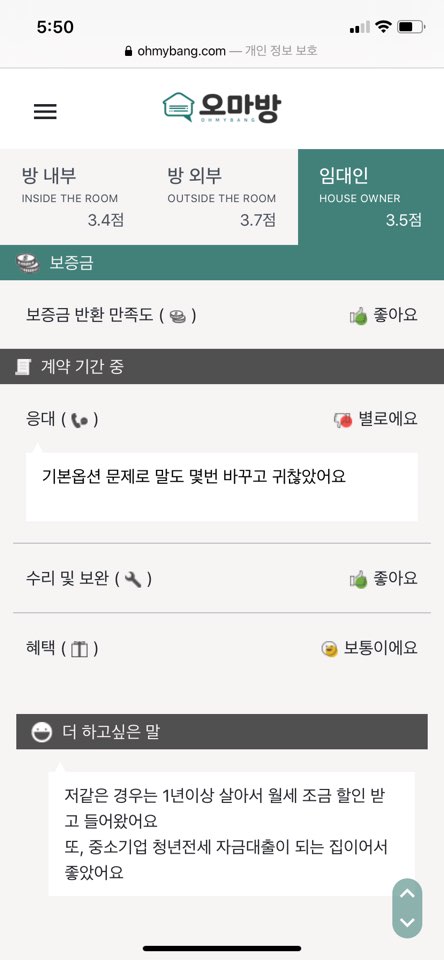 5:50
ohmybang.com — 개인 정보 보호
오마방
OHMYBANG
방 내부
INSIDE THE ROOM
3.4점
방 외부
OUTSIDE THE ROOM
3.7점
임대인
HOUSE OWNER
3.5점
보증금
보증금 반환 만족도 ( ) 좋아요
계약 기간 중
응대 ( ) 별로에요
기본옵션 문제로 말도 몇번 바꾸고 귀찮았어요
수리 및 보완 ( ) 좋아요
혜택 ( ) 보통이에요
더 하고싶은 말
저같은 경우는 1년이상 살아서 월세 조금 할인 받
고 들어왔어요
또, 중소기업 청년전세 자금대출이 되는 집이어서
좋았어요